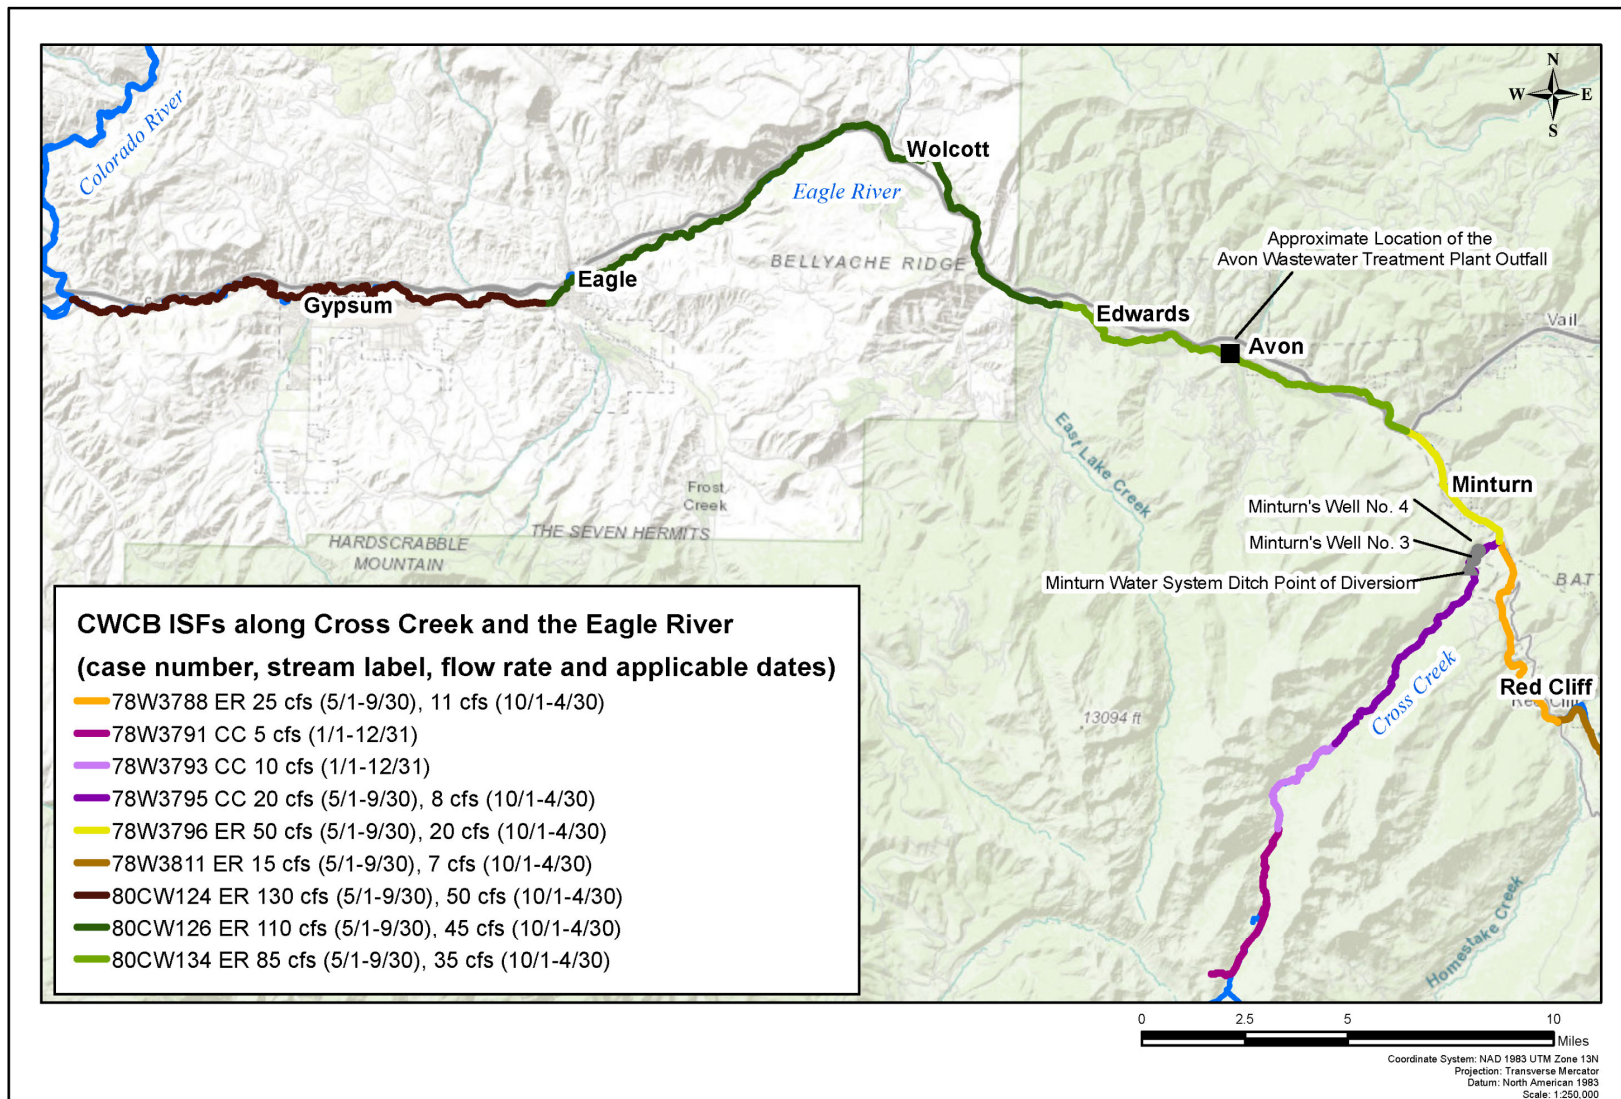 N
W E
S
Colorado River
Wolcott
Eagle River
Approximate Location of the
Avon Wastewater Treatment Plant Outfall
BELLYACHE RIDGE
Eagle
Gypsum
Edwards
Vail
Avon
East Lake Creek
Minturn
Frost
Creek
Minturn's Well No. 4
THE SEVEN HERMITS
HARDSCRABBLE
MOUNTAIN
Minturn's Well No. 3
Minturn Water System Ditch Point of Diversion
BAT
Cross Creek
Red Cliff
13094 ft
Homestake Creek
CWCB ISFs along Cross Creek and the Eagle River
(case number, stream label, flow rate and applicable dates)
78W3788 ER 25 cfs (5/1-9/30), 11 cfs (10/1-4/30)
78W3791 CC 5 cfs (1/1-12/31)
78W3793 CC 10 cfs (1/1-12/31)
78W3795 CC 20 cfs (5/1-9/30), 8 cfs (10/1-4/30)
78W3796 ER 50 cfs (5/1-9/30), 20 cfs (10/1-4/30)
78W3811 ER 15 cfs (5/1-9/30), 7 cfs (10/1-4/30)
80CW124 ER 130 cfs (5/1-9/30), 50 cfs (10/1-4/30)
80CW126 ER 110 cfs (5/1-9/30), 45 cfs (10/1-4/30)
80CW134 ER 85 cfs (5/1-9/30), 35 cfs (10/1-4/30)
0 2.5 5 10
Miles
Coordinate System: NAD 1983 UTM Zone 13N
Projection: Transverse Mercator
Datum: North American 1983
Scale: 1:250,000